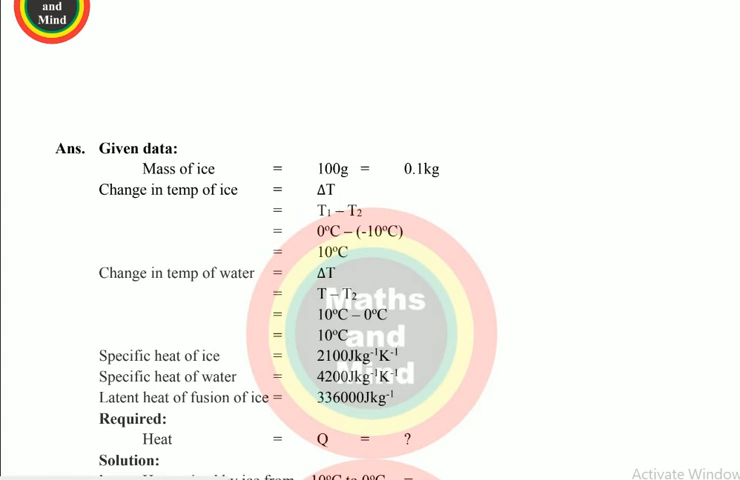 and
Mind
Ans. Given data:
Mass of ice = 100g = 0.1kg
Change in temp of ice = ΔT
= T₁ – T₂
= 0ºC – (-10ºC)
= 10ºC
Change in temp of water = ΔT
= T – T₂
= 10ºC – 0ºC
= 10ºC
Specific heat of ice = 2100Jkg⁻¹K⁻¹
Specific heat of water = 4200Jkg⁻¹K⁻¹
Latent heat of fusion of ice = 336000Jkg⁻¹
Required:
Heat = Q = ?
Solution:
Maths
and
Mind
Activate Window